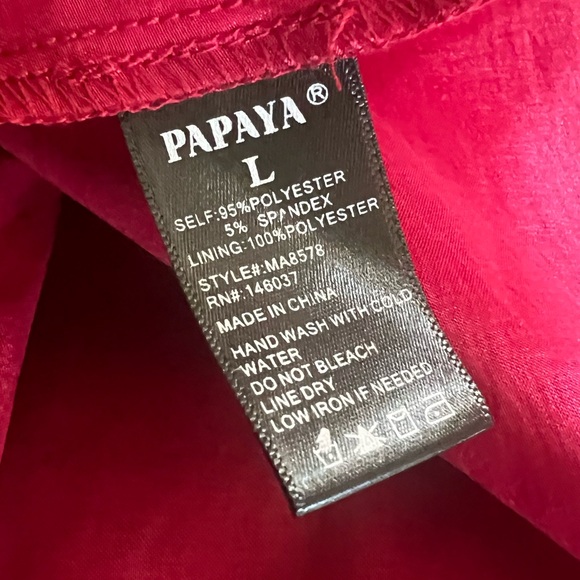 PAPAYA®
L
SELF:95%POLYESTER
5% SPANDEX
LINING:100%POLYESTER
STYLE#:MA8578
RN#:146037
MADE IN CHINA
HAND WASH WITH COLD
WATER
DO NOT BLEACH
LINE DRY
LOW IRON IF NEEDED